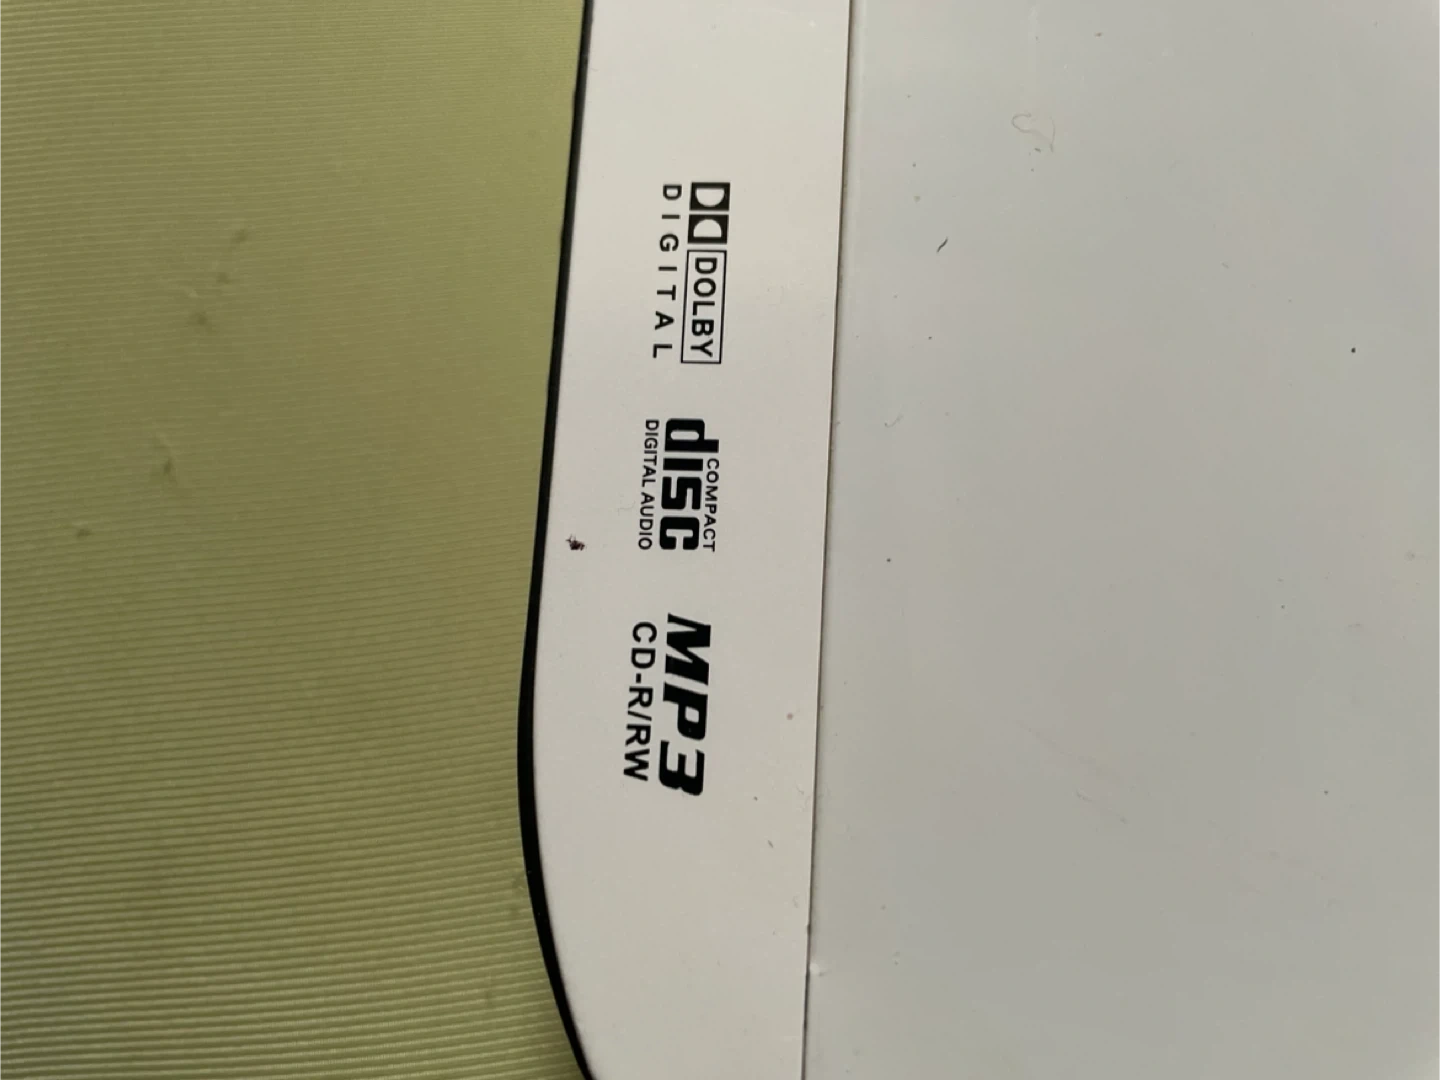 DOLBY
DIGITAL
COMPACT
disc
DIGITAL AUDIO
MP3
CD-R/RW